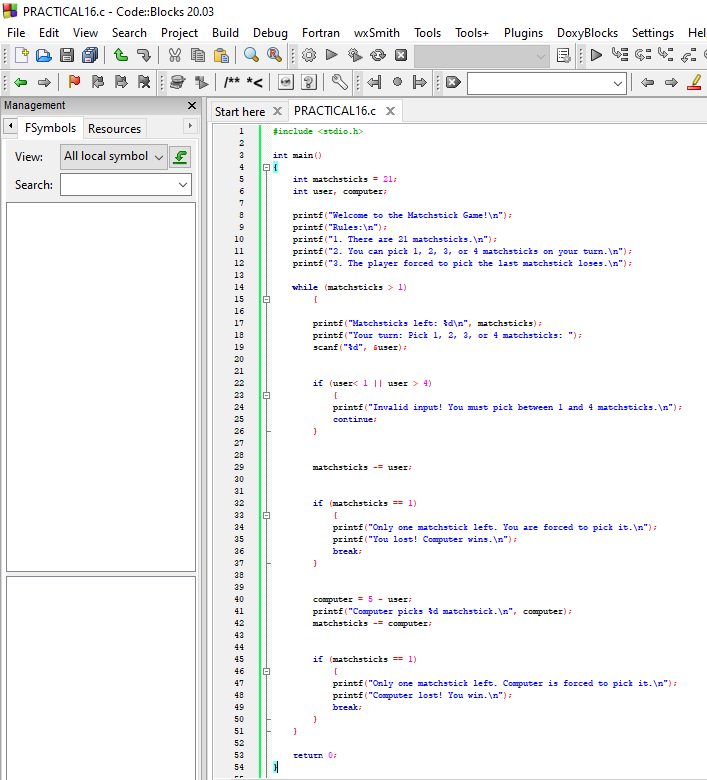 PRACTICAL16.c - Code::Blocks 20.03
File Edit View Search Project Build Debug Fortran wxSmith Tools Tools+ Plugins DoxyBlocks Settings Hel
/** *<
Management
FSymbols Resources
View: All local symbol
Search:
Start here PRACTICAL16.c
1 #include <stdio.h>
2
3 int main()
4 {
5 int matchsticks = 21;
6 int user, computer;
7
8 printf("Welcome to the Matchstick Game!\n");
9 printf("Rules:\n");
10 printf("1. There are 21 matchsticks.\n");
11 printf("2. You can pick 1, 2, 3, or 4 matchsticks on your turn.\n");
12 printf("3. The player forced to pick the last matchstick loses.\n");
13
14 while (matchsticks > 1)
15 {
16
17 printf("Matchsticks left: %d\n", matchsticks);
18 printf("Your turn: Pick 1, 2, 3, or 4 matchsticks: ");
19 scanf("%d", &user);
20
21
22 if (user< 1 || user > 4)
23 {
24 printf("Invalid input! You must pick between 1 and 4 matchsticks.\n");
25 continue;
26 }
27
28
29 matchsticks -= user;
30
31
32 if (matchsticks == 1)
33 {
34 printf("Only one matchstick left. You are forced to pick it.\n");
35 printf("You lost! Computer wins.\n");
36 break;
37 }
38
39
40 computer = 5 - user;
41 printf("Computer picks %d matchstick.\n", computer);
42 matchsticks -= computer;
43
44
45 if (matchsticks == 1)
46 {
47 printf("Only one matchstick left. Computer is forced to pick it.\n");
48 printf("Computer lost! You win.\n");
49 break;
50 }
51 }
52
53 return 0;
54 }